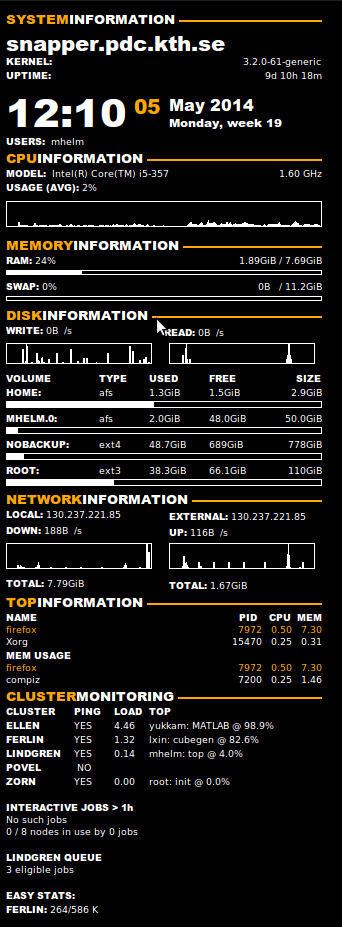 SYSTEMINFORMATION
snapper.pdc.kth.se
KERNEL: 3.2.0-61-generic
UPTIME: 9d 10h 18m
12:10 05 May 2014
Monday, week 19
USERS: mhelm
CPUINFORMATION
MODEL: Intel(R) Core(TM) i5-357 1.60 GHz
USAGE (AVG): 2%
MEMORYINFORMATION
RAM: 24% 1.89GiB / 7.69GiB
SWAP: 0% 0B / 11.2GiB
DISKINFORMATION
WRITE: 0B /s READ: 0B /s
VOLUME TYPE USED FREE SIZE
HOME: afs 1.3GiB 1.5GiB 2.9GiB
MHELM.0: afs 2.0GiB 48.0GiB 50.0GiB
NOBACKUP: ext4 48.7GiB 689GiB 778GiB
ROOT: ext3 38.3GiB 66.1GiB 110GiB
NETWORKINFORMATION
LOCAL: 130.237.221.85 EXTERNAL: 130.237.221.85
DOWN: 188B /s UP: 116B /s
TOTAL: 7.79GiB TOTAL: 1.67GiB
TOPINFORMATION
NAME PID CPU MEM
firefox 7972 0.50 7.30
Xorg 15470 0.25 0.31
MEM USAGE
firefox 7972 0.50 7.30
compiz 7200 0.25 1.46
CLUSTERMONITORING
CLUSTER PING LOAD TOP
ELLEN YES 4.46 yukkam: MATLAB @ 98.9%
FERLIN YES 1.32 lxin: cubegen @ 82.6%
LINDGREN YES 0.14 mhelm: top @ 4.0%
POVEL NO
ZORN YES 0.00 root: init @ 0.0%
INTERACTIVE JOBS > 1h
No such jobs
0 / 8 nodes in use by 0 jobs
LINDGREN QUEUE
3 eligible jobs
EASY STATS:
FERLIN: 264/586 K